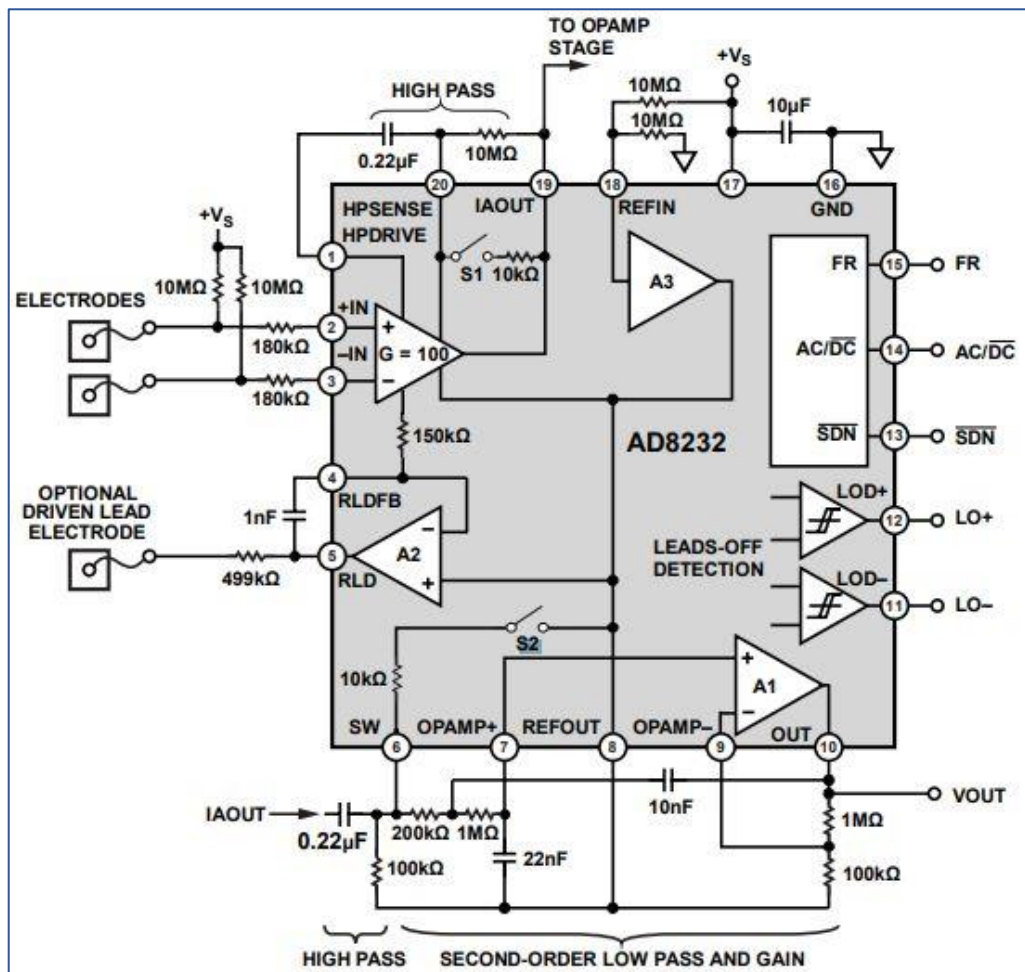 TO OPAMP
STAGE
+VS
HIGH PASS
10MΩ
10MΩ
10µF
0.22µF
10MΩ
20
19
18
17
16
HPSENSE
IAOUT
REFIN
GND
HPDRIVE
+VS
1
S1
10kΩ
A3
FR
15
FR
10MΩ
10MΩ
ELECTRODES
+IN
2
+
–IN
G = 100
AC/DC
14
AC/DC
180kΩ
3
–
180kΩ
150kΩ
AD8232
SDN
13
SDN
4
RLDFB
OPTIONAL
DRIVEN LEAD
ELECTRODE
1nF
–
A2
+
5
RLD
499kΩ
LOD+
12
LO+
LEADS-OFF
DETECTION
LOD–
11
LO–
S2
10kΩ
+
A1
–
SW
OPAMP+
REFOUT
OPAMP–
OUT
6
7
8
9
10
10nF
VOUT
IAOUT
0.22µF
200kΩ
1MΩ
1MΩ
100kΩ
22nF
100kΩ
HIGH PASS
SECOND-ORDER LOW PASS AND GAIN